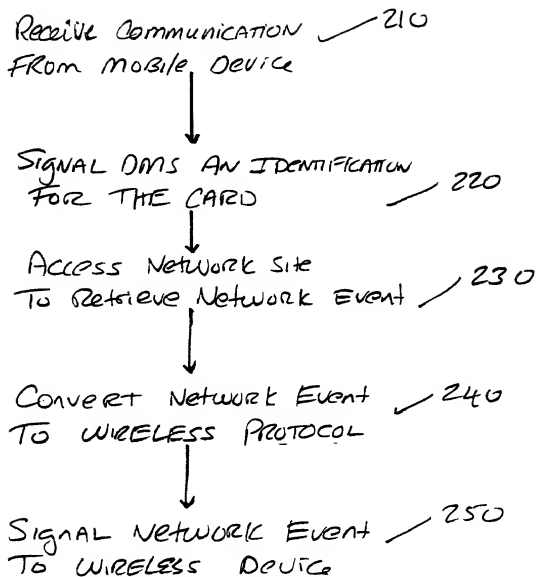 Receive Communication 210
From Mobile Device
Signal DMS An Identification
For The Card 220
Access Network Site
To Retrieve Network Event 230
Convert Network Event 240
To Wireless Protocol
Signal Network Event 250
To Wireless Device